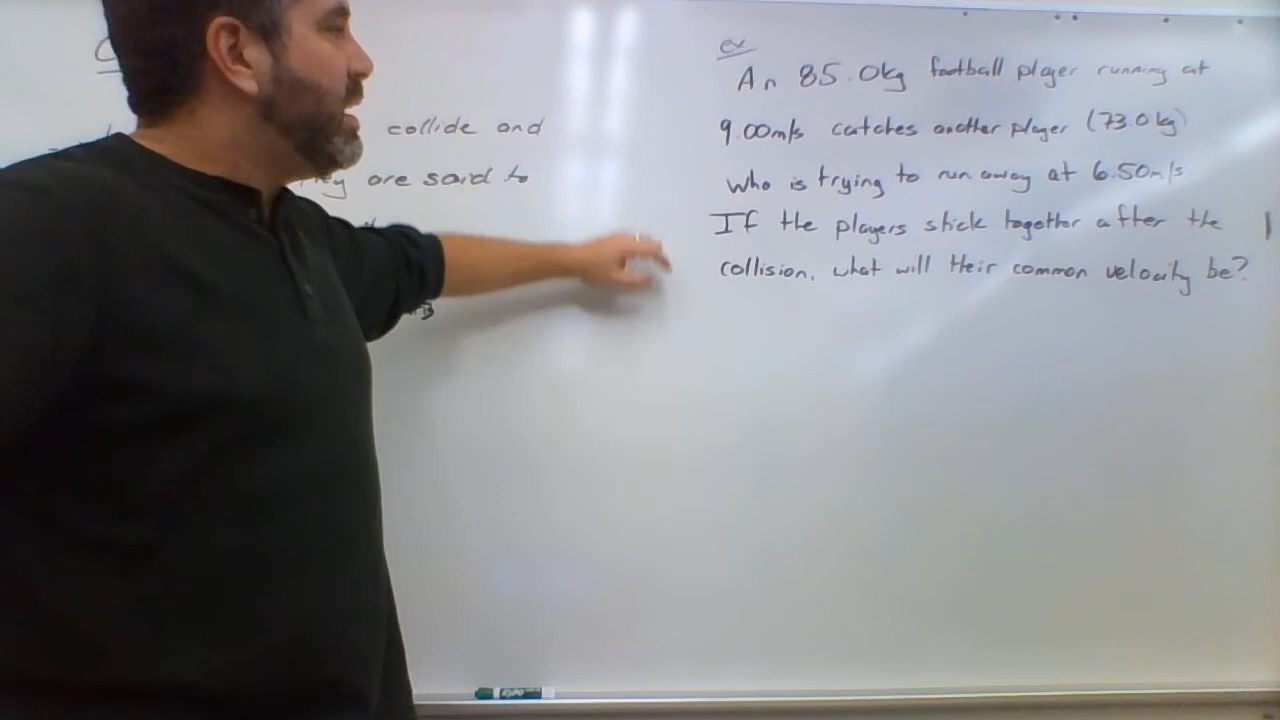 collide and
are said to
ex
An 85.0kg football player running at
9.00m/s catches another player (73.0kg)
who is trying to run away at 6.50m/s.
If the players stick together after the
collision, what will their common velocity be?
EXPO